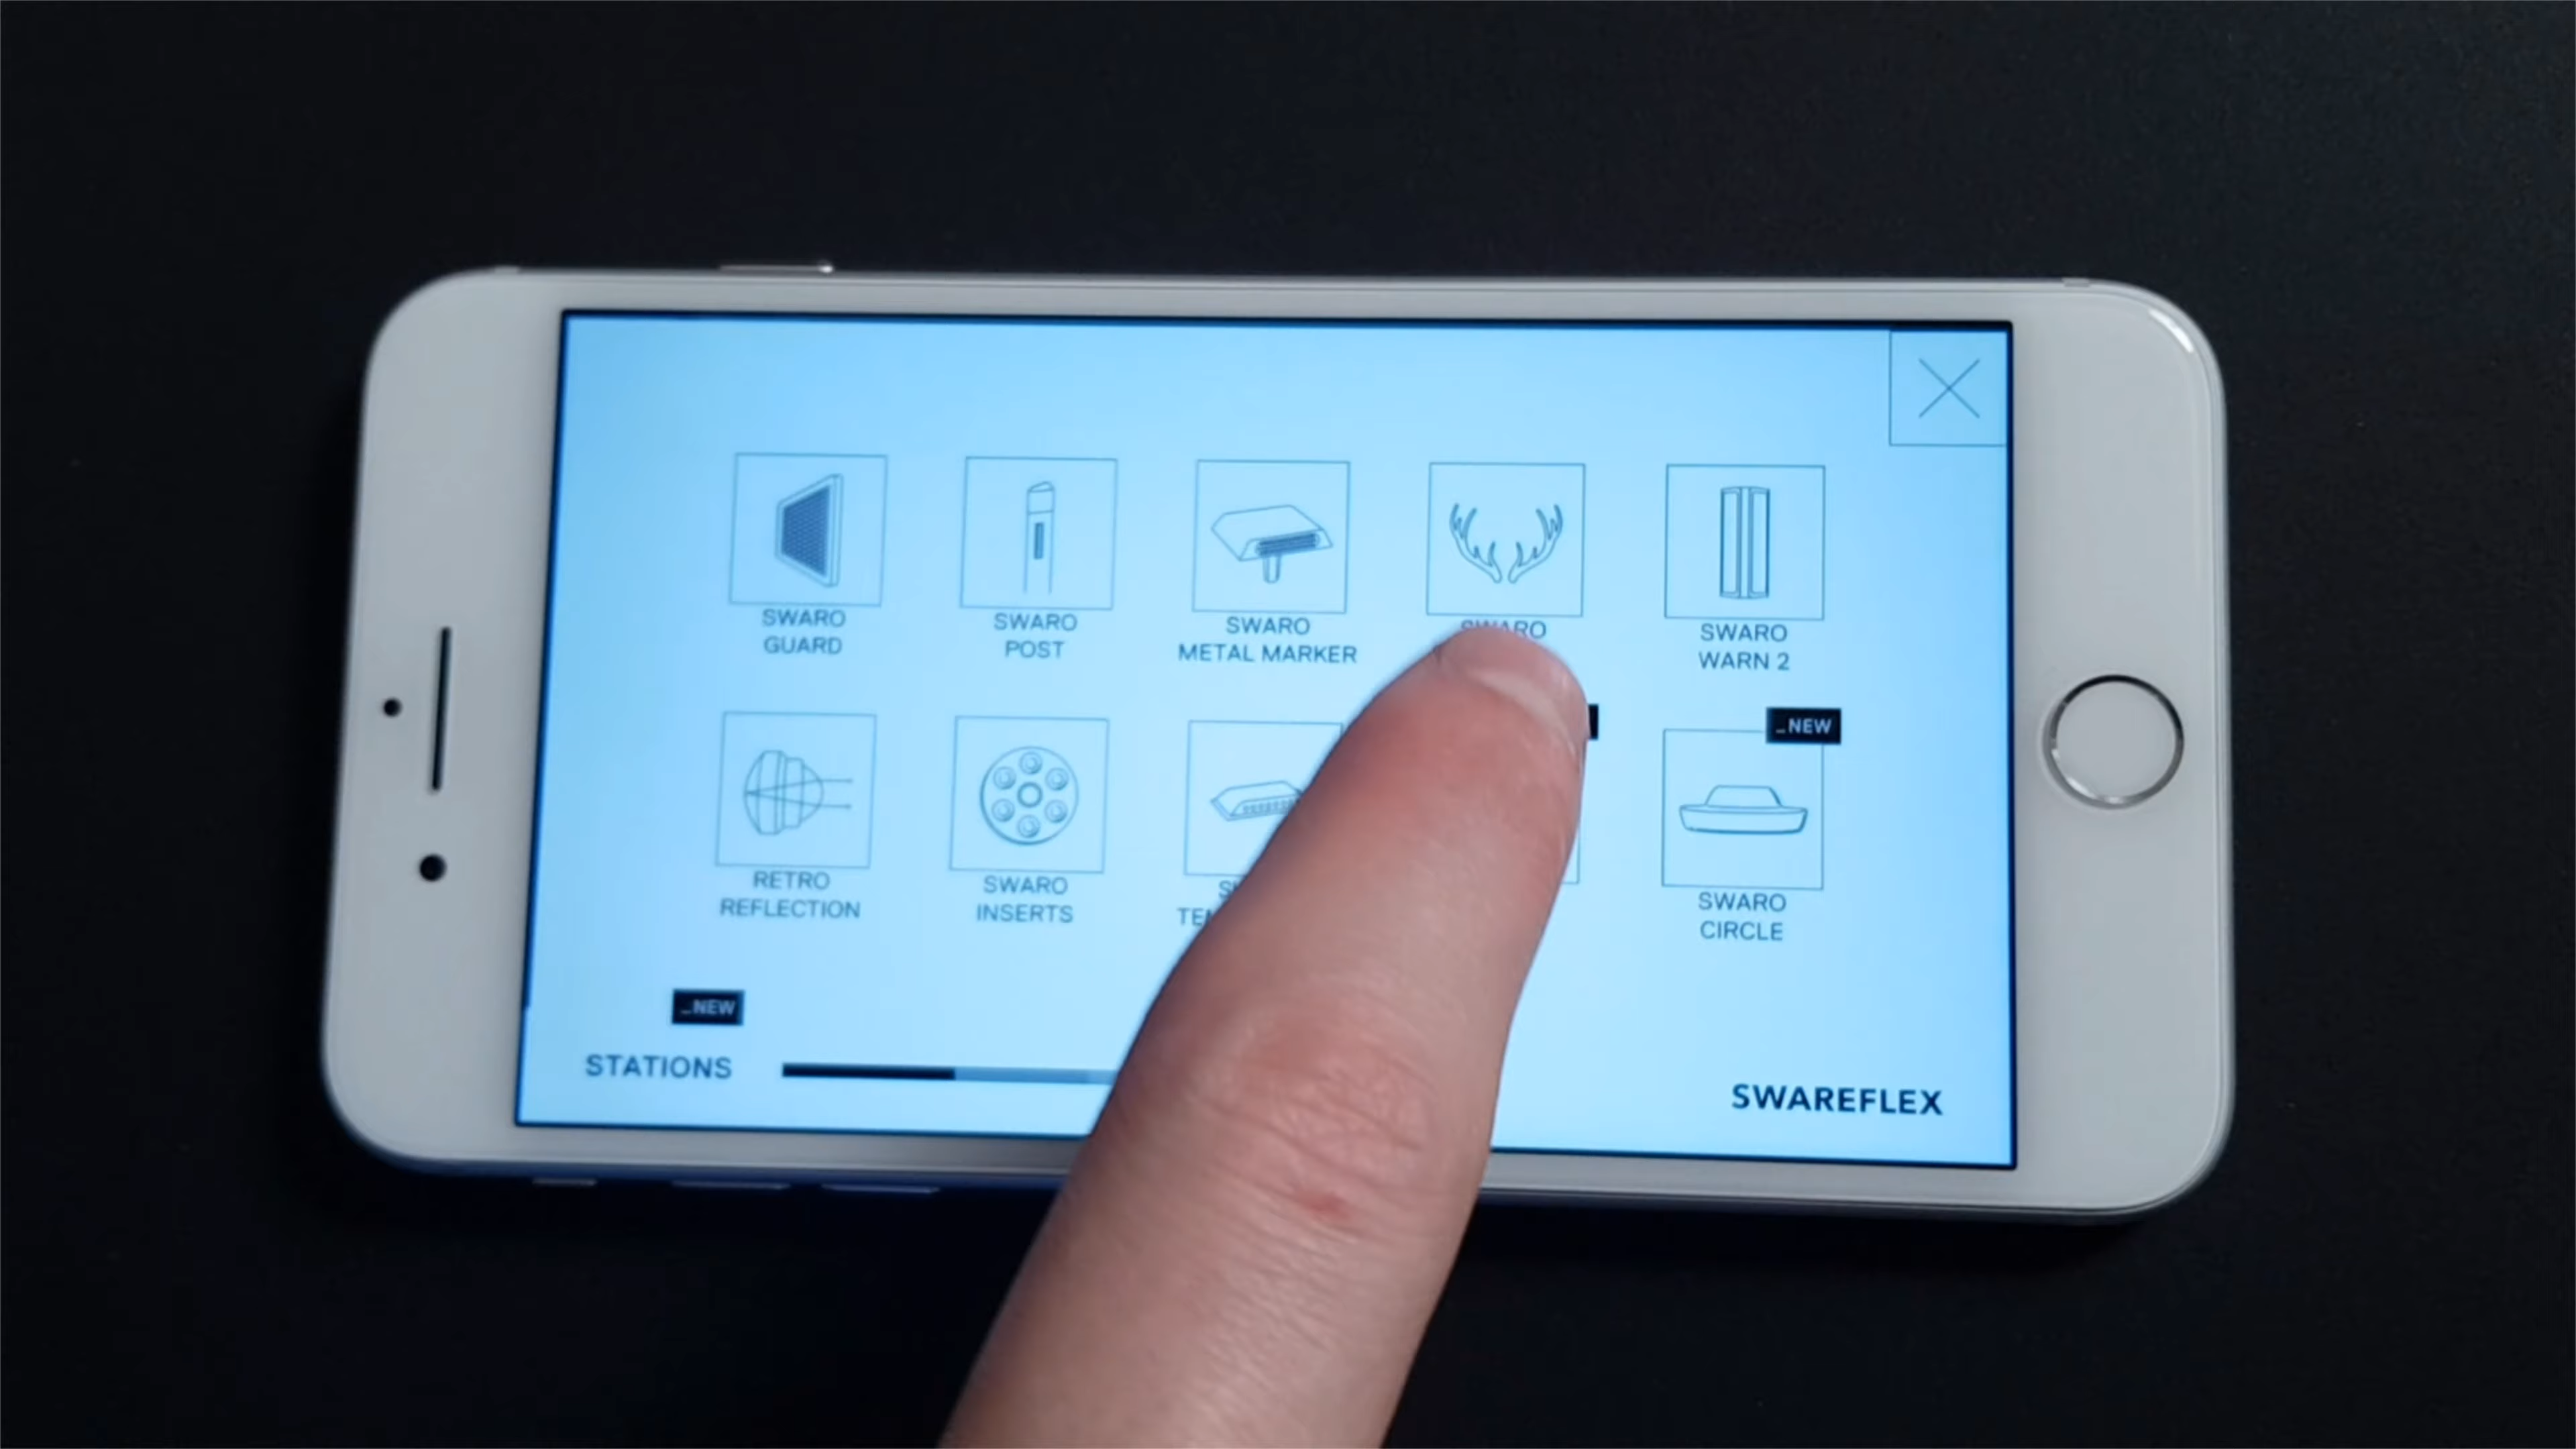 SWARO
GUARD
SWARO
POST
SWARO
METAL MARKER
SWARO
SWARO
WARN 2
_NEW
RETRO
REFLECTION
SWARO
INSERTS
SWARO
CIRCLE
_NEW
STATIONS
SWAREFLEX